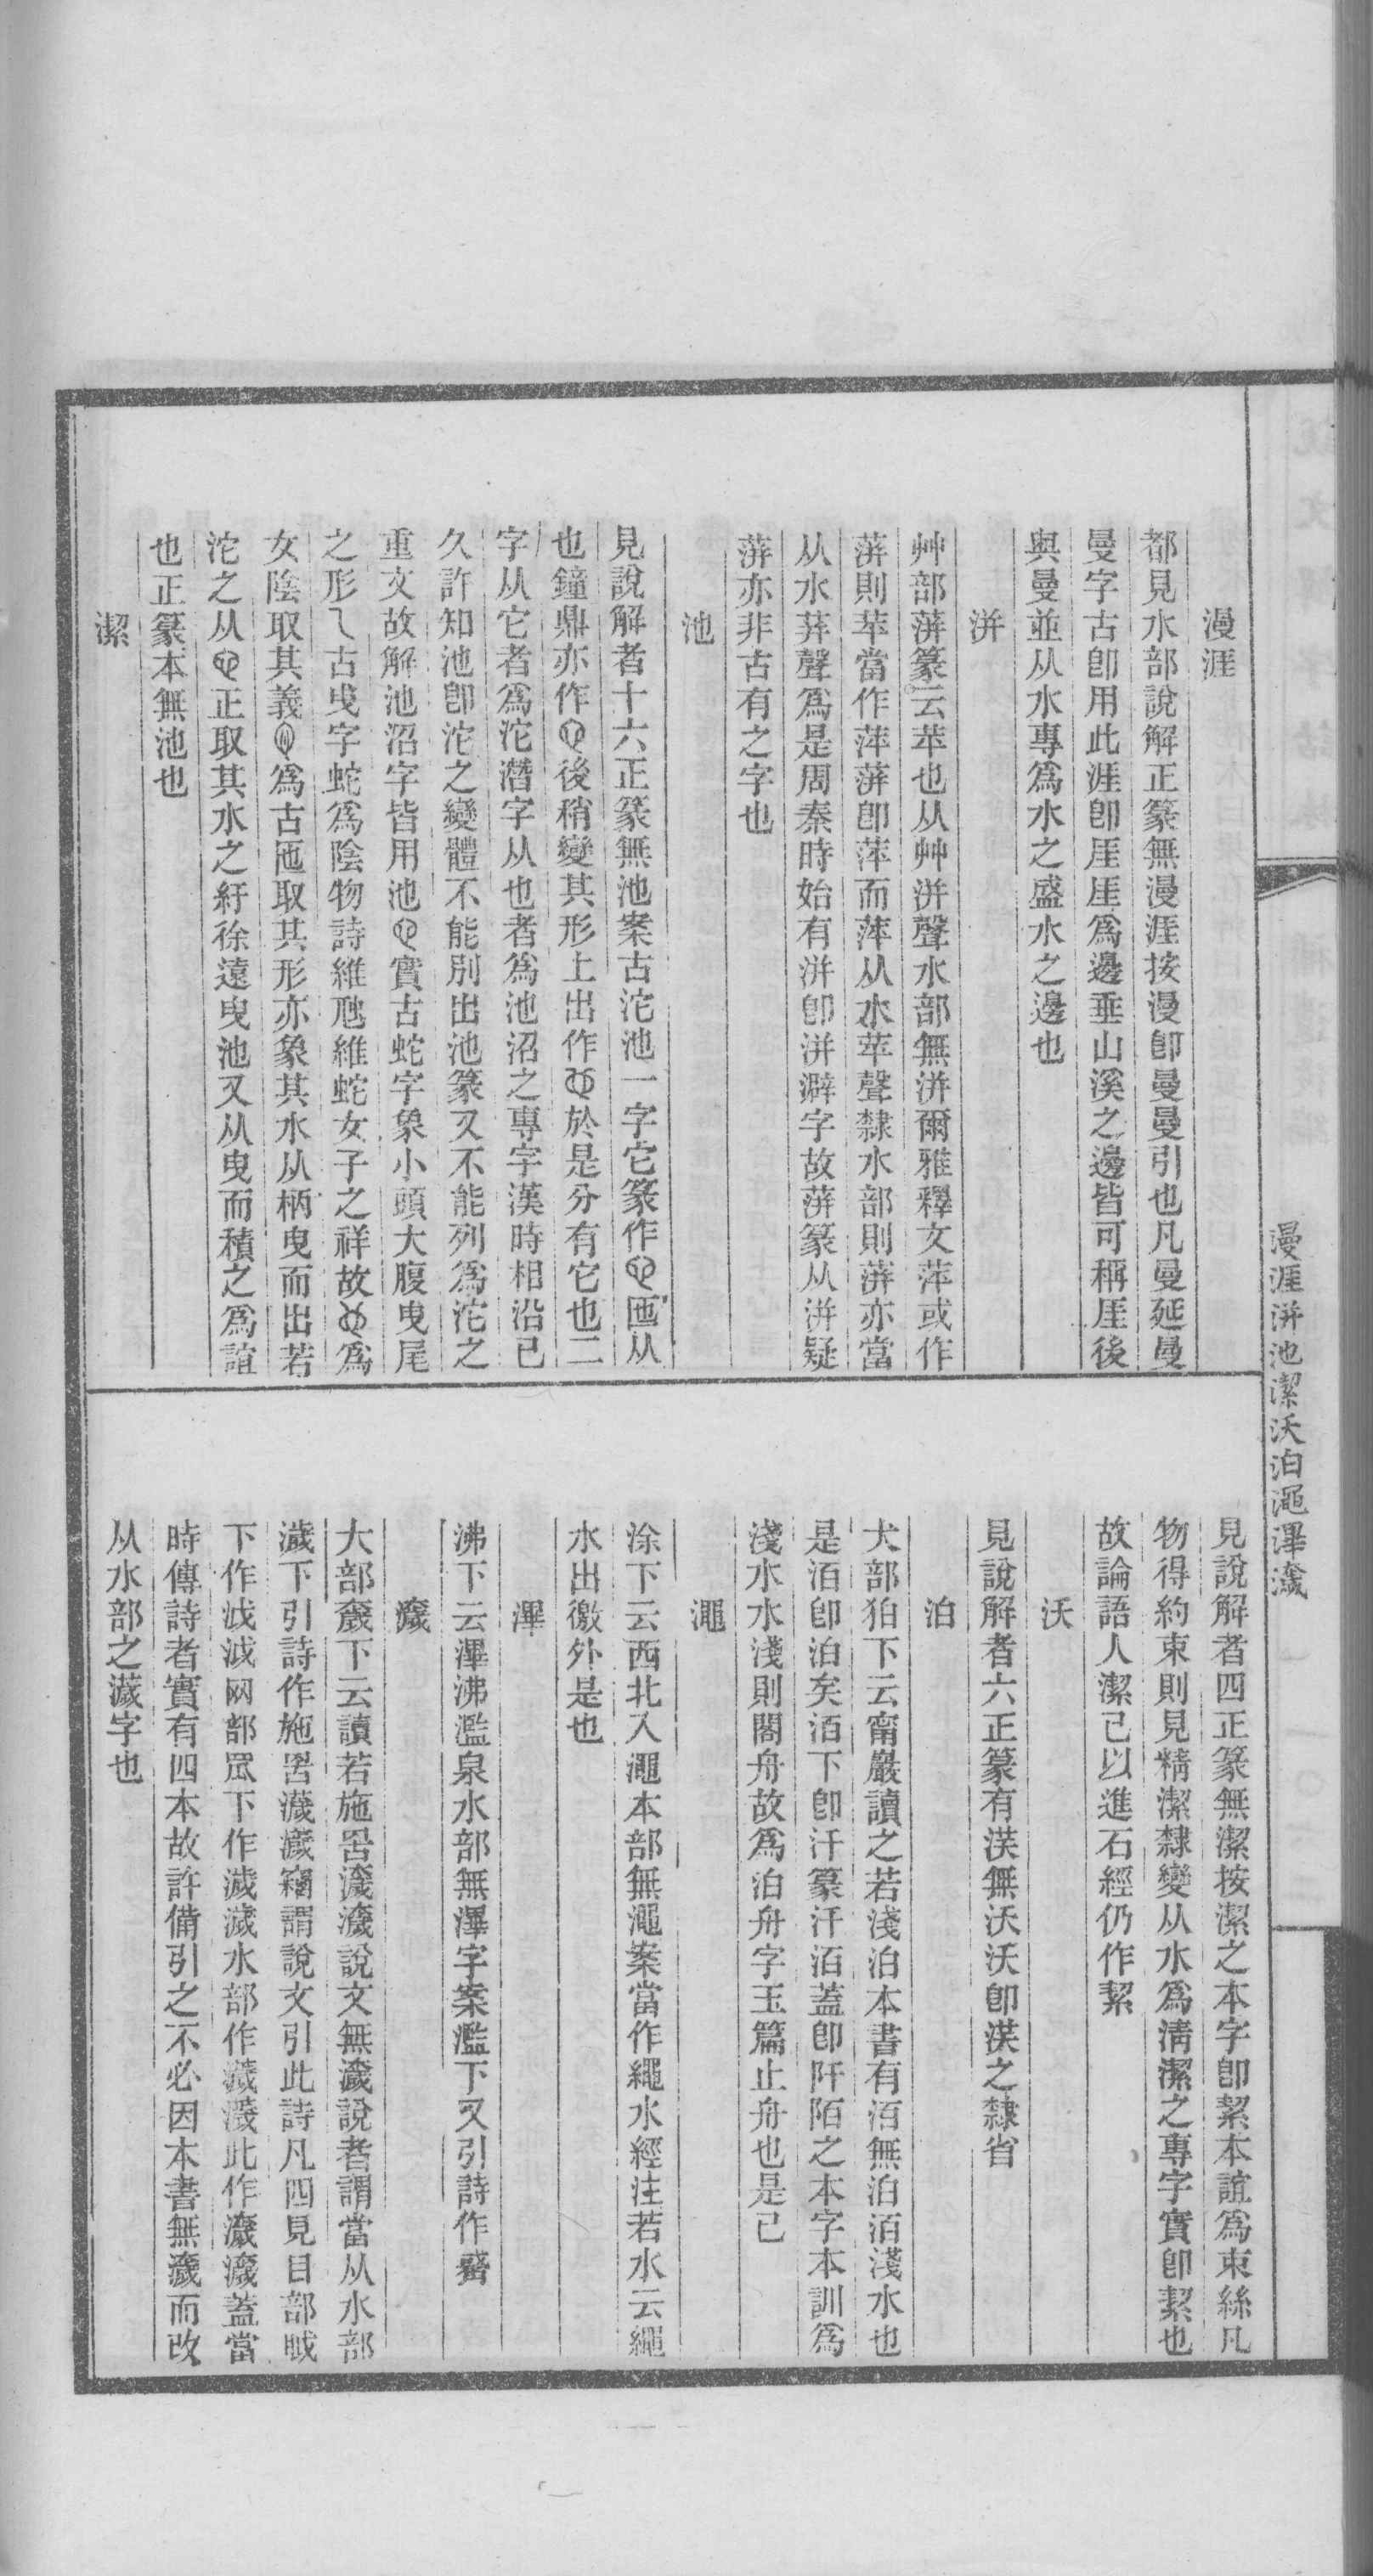 漫涯
都見水部說解正篆無漫涯按漫卽曼曼引也凡曼延曼
曼字古卽用此涯卽厓厓爲邊垂山溪之邊皆可稱厓後
與曼並从水專爲水之盛水之邊也
洴
艸部蓱篆云苹也从艸洴聲水部無洴爾雅釋文萍或作
蓱則苹當作萍蓱卽萍而萍从水苹聲隸水部則蓱亦當
从水荓聲爲是周秦時始有洴卽洴澼字故蓱篆从洴疑
蓱亦非古有之字也
池
見說解者十六正篆無池案古沱池一字它篆作匜从
也鐘鼎亦作後稍變其形上出作於是分有它也二
字从它者爲沱潛字从也者爲池沼之專字漢時相沿已
久許知池卽沱之變體不能別出池篆又不能列爲沱之
重文故解池沼字皆用池實古蛇字象小頭大腹曳尾
之形乁古曳字蛇爲陰物詩維虺維蛇女子之祥故爲
女陰取其義爲古匜取其形亦象其水从柄曳而出若
沱之从正取其水之紆徐遠曳池又从曳而積之爲誼
也正篆本無池也
潔
見說解者四正篆無潔按潔之本字卽絜本誼爲束絲凡
物得約束則見精潔隸變从水爲淸潔之專字實卽絜也
故論語人潔己以進石經仍作絜
沃
見說解者六正篆有渶無沃沃卽渶之隸省
泊
犬部狛下云甯嚴讀之若淺泊本書有洦無泊洦淺水也
是洦卽泊矣洦下卽汘篆汘洦蓋卽阡陌之本字本訓爲
淺水水淺則閣舟故爲泊舟字玉篇止舟也是已
澠
涂下云西北入澠本部無澠案當作繩水經注若水云繩
水出徼外是也
滭
沸下云滭沸濫泉水部無滭字案濫下又引詩作觱
濊
大部奯下云讀若施罟濊濊說文無濊說者謂當从水部
濊下引詩作施罟濊濊竊謂說文引此詩凡四見目部眓
下作泧泧网部罛下作濊濊水部作濊濊此作濊濊蓋當
時傳詩者實有四本故許備引之不必因本書無濊而改
从水部之濊字也
漫涯洴池潔沃泊澠滭濊